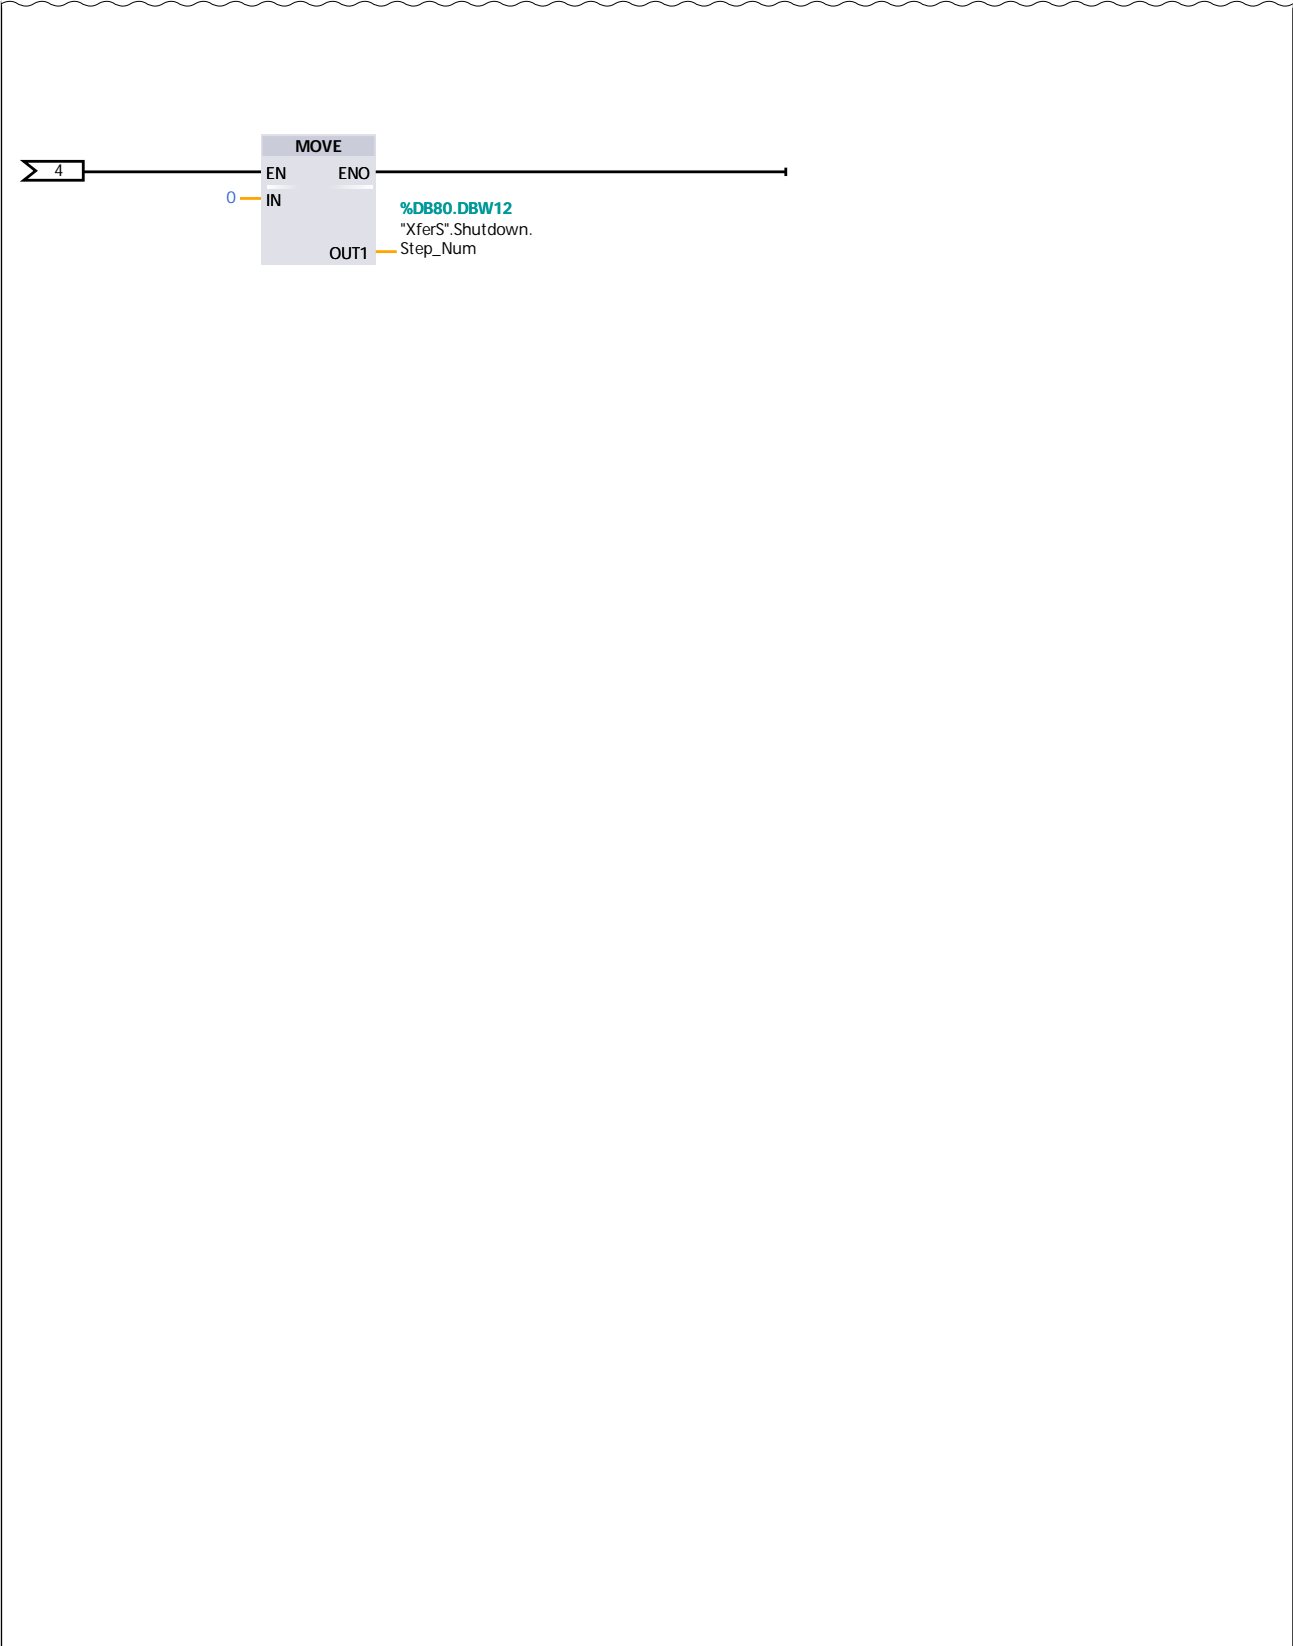 MOVE
4
EN ENO
0
IN
%DB80.DBW12
"XferS".Shutdown.
Step_Num
OUT1